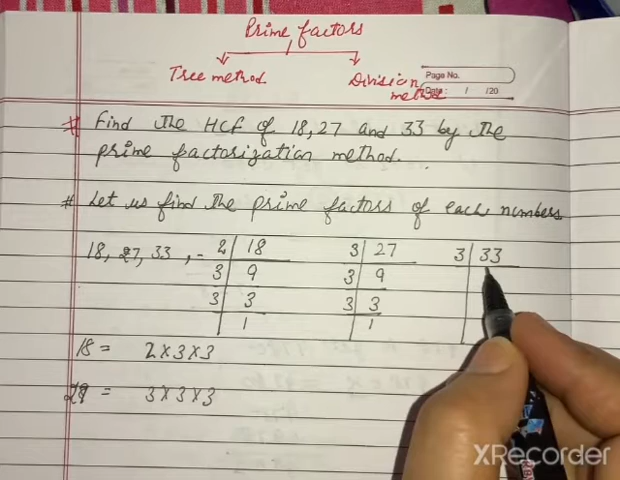 Prime factors
Tree method
Division method
Page No.
Date: / /20
# Find the HCF of 18, 27 and 33 by the
prime factorization method.
# Let us find the prime factors of each numbers
18, 27, 33, - 2 | 18   3 | 27   3 | 33
3 | 9   3 | 9
3 | 3   3 | 3
1   1
18 = 2 x 3 x 3
= 3 x 3 x 3
XRecorder